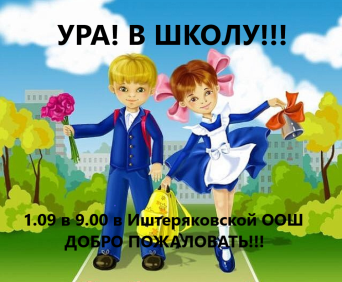 УРА! В ШКОЛУ!!!
1.09 в 9.00 в Иштеряковской ООШ
ДОБРО ПОЖАЛОВАТЬ!!!